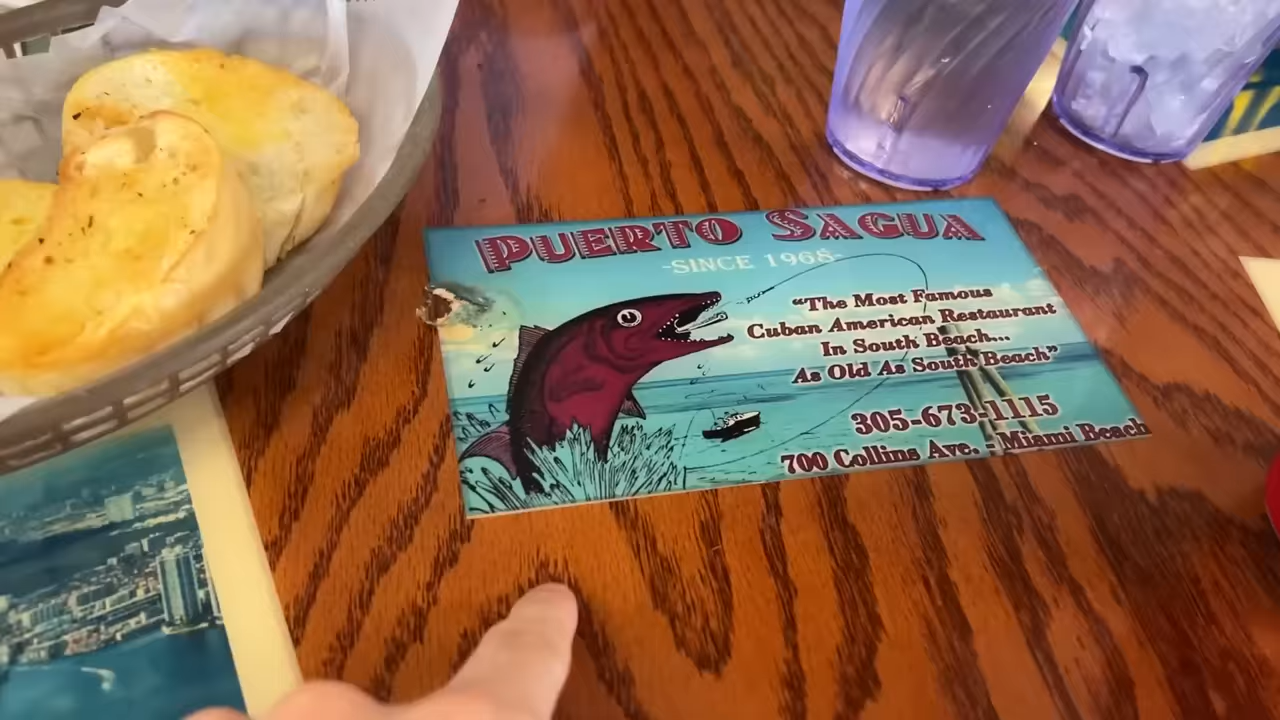 PUERTO SAGUA
-SINCE 1968-
“The Most Famous
Cuban American Restaurant
In South Beach...
As Old As South Beach”
305-673-1115
700 Collins Ave. - Miami Beach